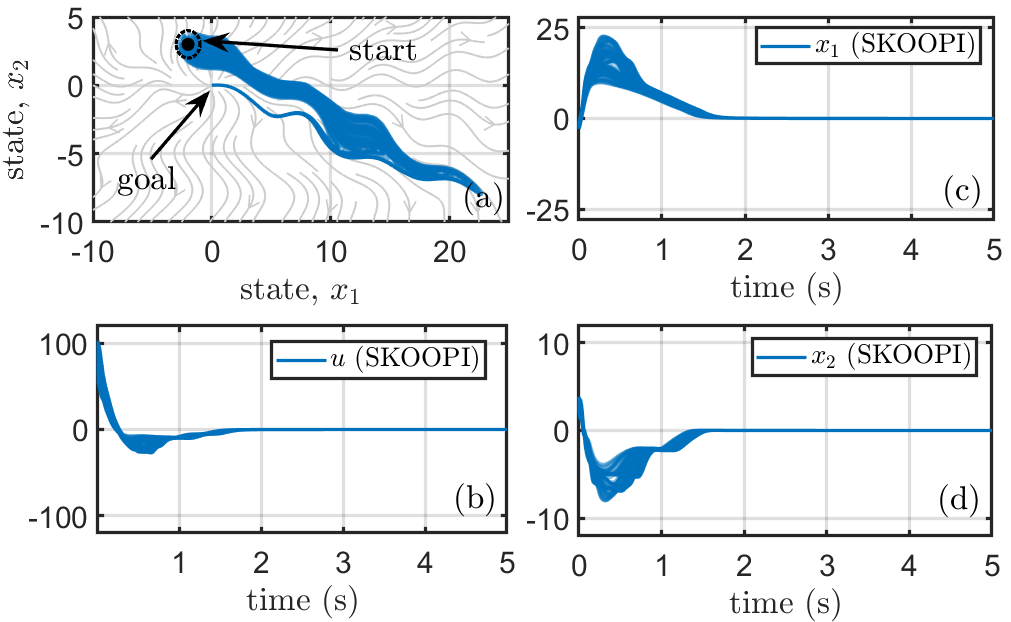 5
0
-5
-10
state, x₂
start
goal
(a)
-10
0
10
20
state, x₁
25
0
-25
x₁ (SKOOPI)
(c)
0
1
2
3
4
5
time (s)
100
0
-100
u (SKOOPI)
(b)
1
2
3
4
5
time (s)
10
0
-10
x₂ (SKOOPI)
(d)
0
1
2
3
4
5
time (s)